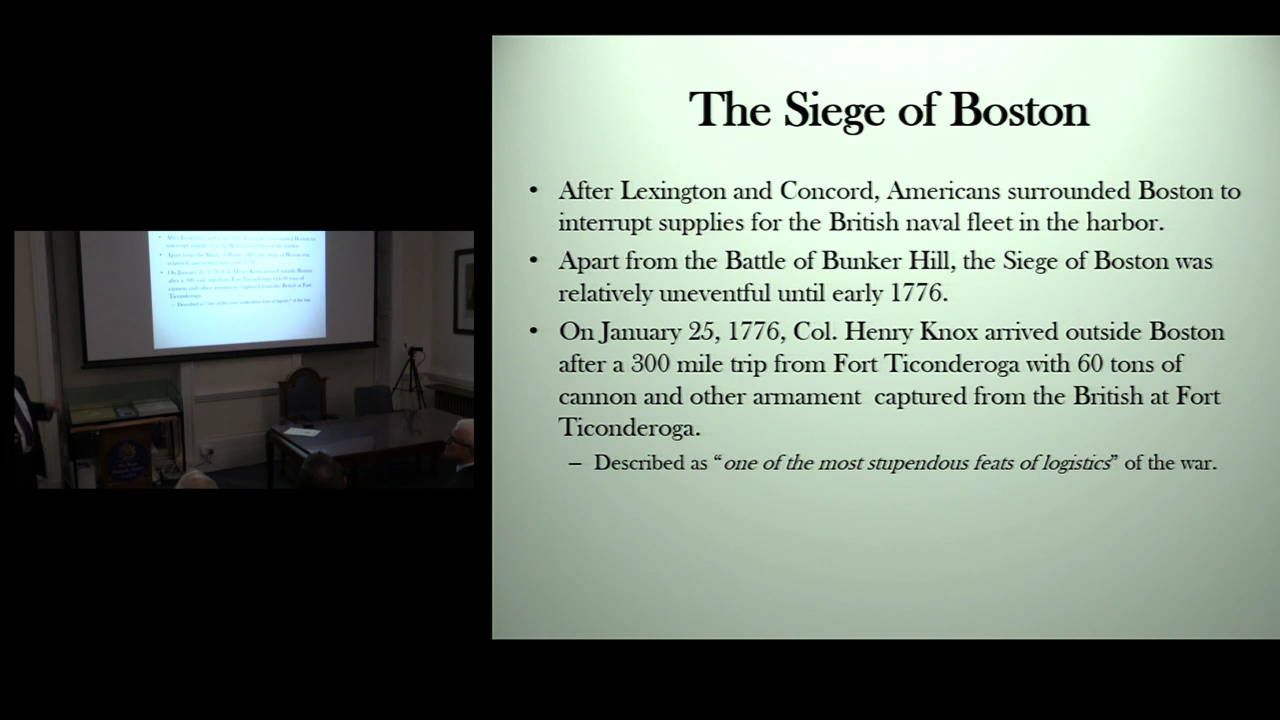 The Siege of Boston
• After Lexington and Concord, Americans surrounded Boston to
interrupt supplies for the British naval fleet in the harbor.
• Apart from the Battle of Bunker Hill, the Siege of Boston was
relatively uneventful until early 1776.
• On January 25, 1776, Col. Henry Knox arrived outside Boston
after a 300 mile trip from Fort Ticonderoga with 60 tons of
cannon and other armament captured from the British at Fort
Ticonderoga.
– Described as “one of the most stupendous feats of logistics” of the war.